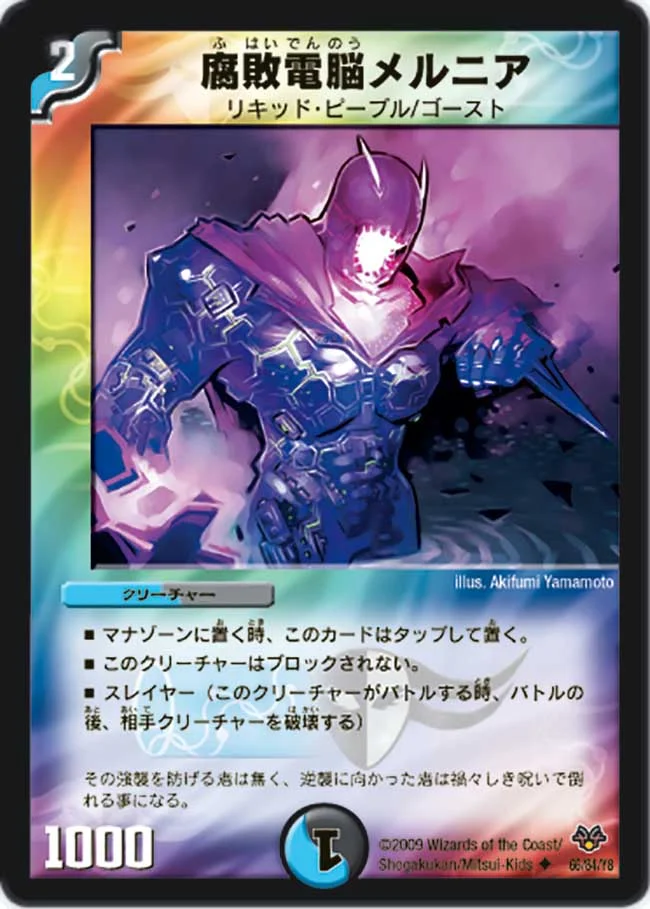 2
ふはいでんのう
腐敗電脳メルニア
リキッド・ピープル/ゴースト
illus. Akifumi Yamamoto
クリーチャー
■ マナゾーンに置く時、このカードはタップして置く。
■ このクリーチャーはブロックされない。
■ スレイヤー（このクリーチャーがバトルする時、バトルの
後、相手クリーチャーを破壊する）
その強襲を防げる者は無く、逆襲に向かった者は禍々しき呪いで倒
れる事になる。
1000
1
©2009 Wizards of the Coast/
Shogakukan/Mitsui-Kids ◆ 66/84/Y8